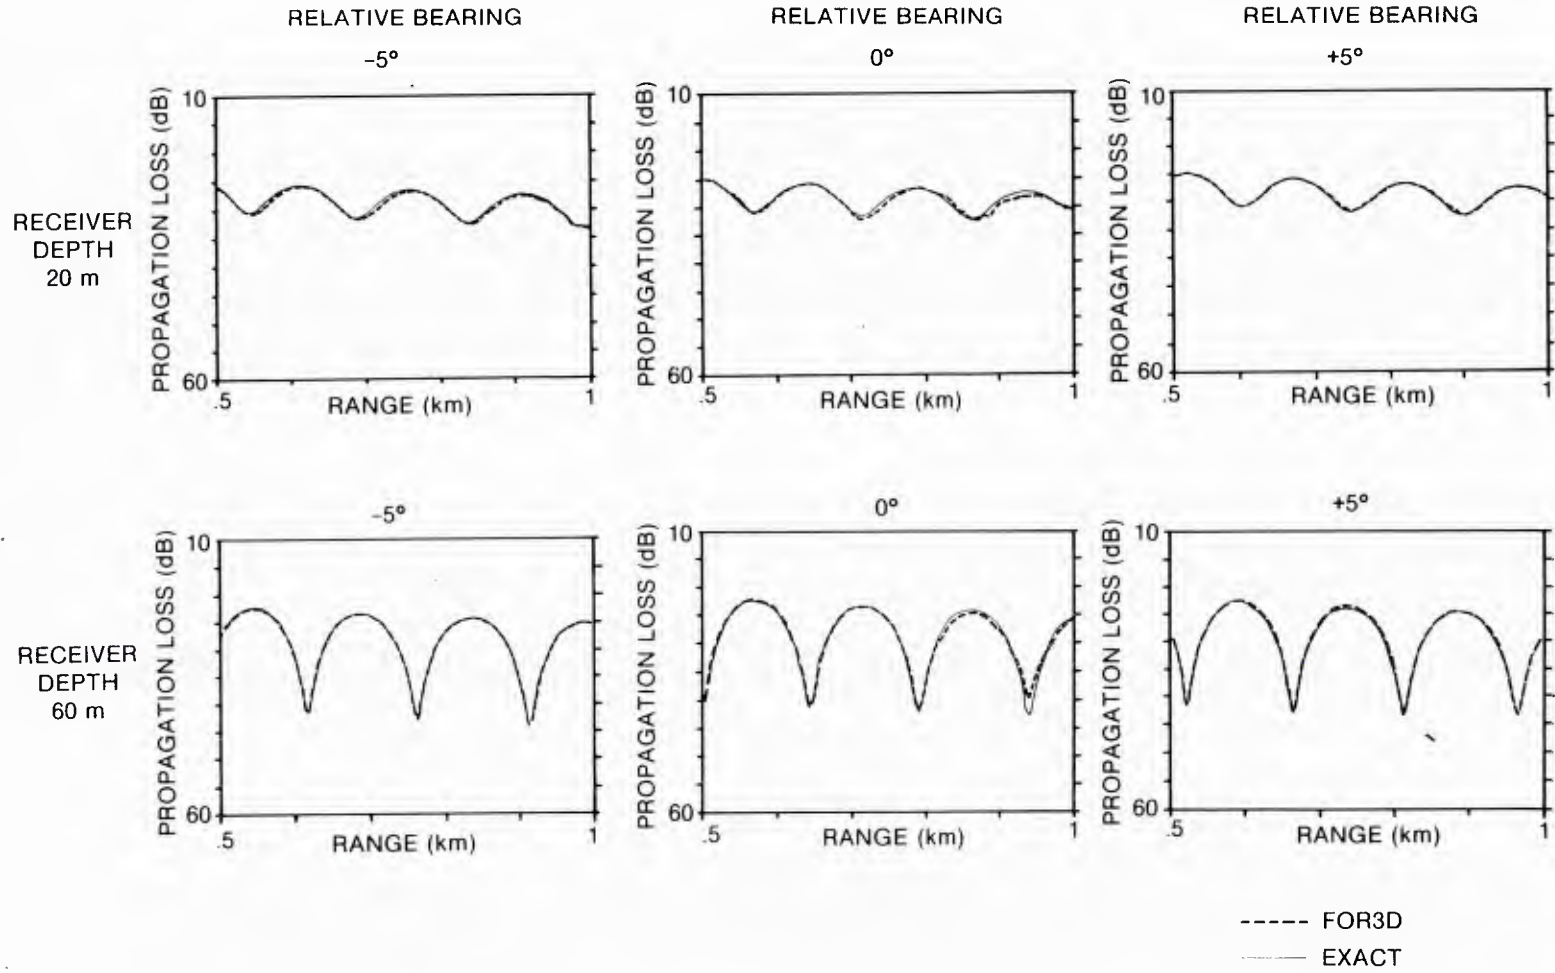 RELATIVE BEARING
RELATIVE BEARING
RELATIVE BEARING
–5°
0°
+5°
RECEIVER
DEPTH
20 m
PROPAGATION LOSS (dB)
10
60
.5
RANGE (km)
1
PROPAGATION LOSS (dB)
10
60
.5
RANGE (km)
1
PROPAGATION LOSS (dB)
10
60
.5
RANGE (km)
1
–5°
0°
+5°
RECEIVER
DEPTH
60 m
PROPAGATION LOSS (dB)
10
60
.5
RANGE (km)
1
PROPAGATION LOSS (dB)
10
60
.5
RANGE (km)
1
PROPAGATION LOSS (dB)
10
60
.5
RANGE (km)
1
FOR3D
EXACT